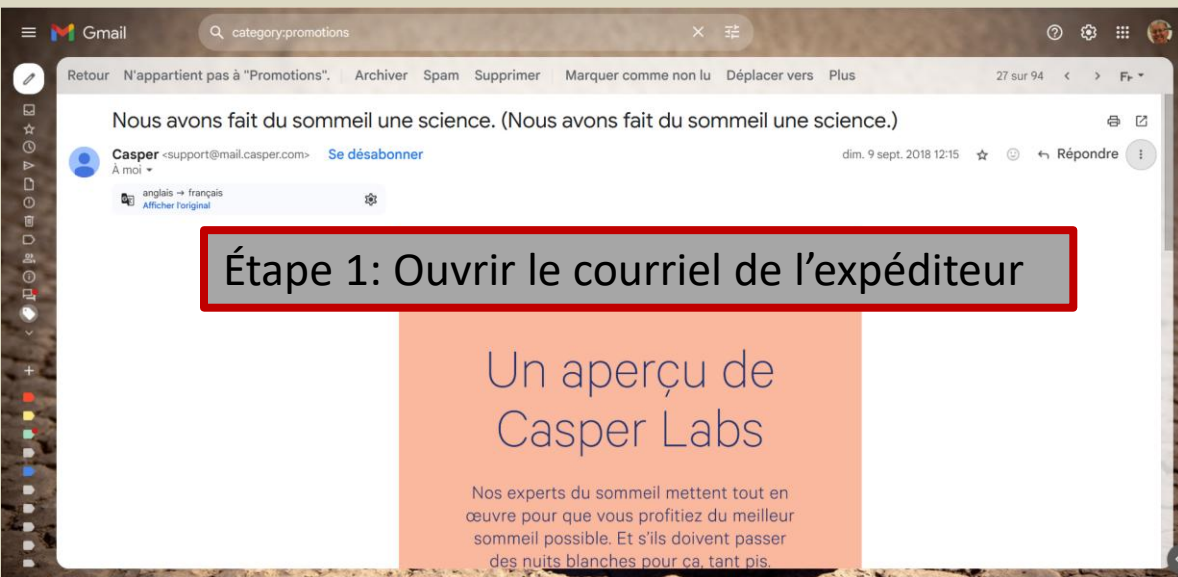 Gmail
category:promotions
Retour N'appartient pas à "Promotions". Archiver Spam Supprimer Marquer comme non lu Déplacer vers Plus 27 sur 94
Nous avons fait du sommeil une science. (Nous avons fait du sommeil une science.)
Casper <support@mail.casper.com> Se désabonner dim. 9 sept. 2018 12:15 Répondre
À moi
anglais → français
Afficher l'original
Étape 1: Ouvrir le courriel de l’expéditeur
Un aperçu de
Casper Labs
Nos experts du sommeil mettent tout en
œuvre pour que vous profitiez du meilleur
sommeil possible. Et s'ils doivent passer
des nuits blanches pour ça, tant pis.